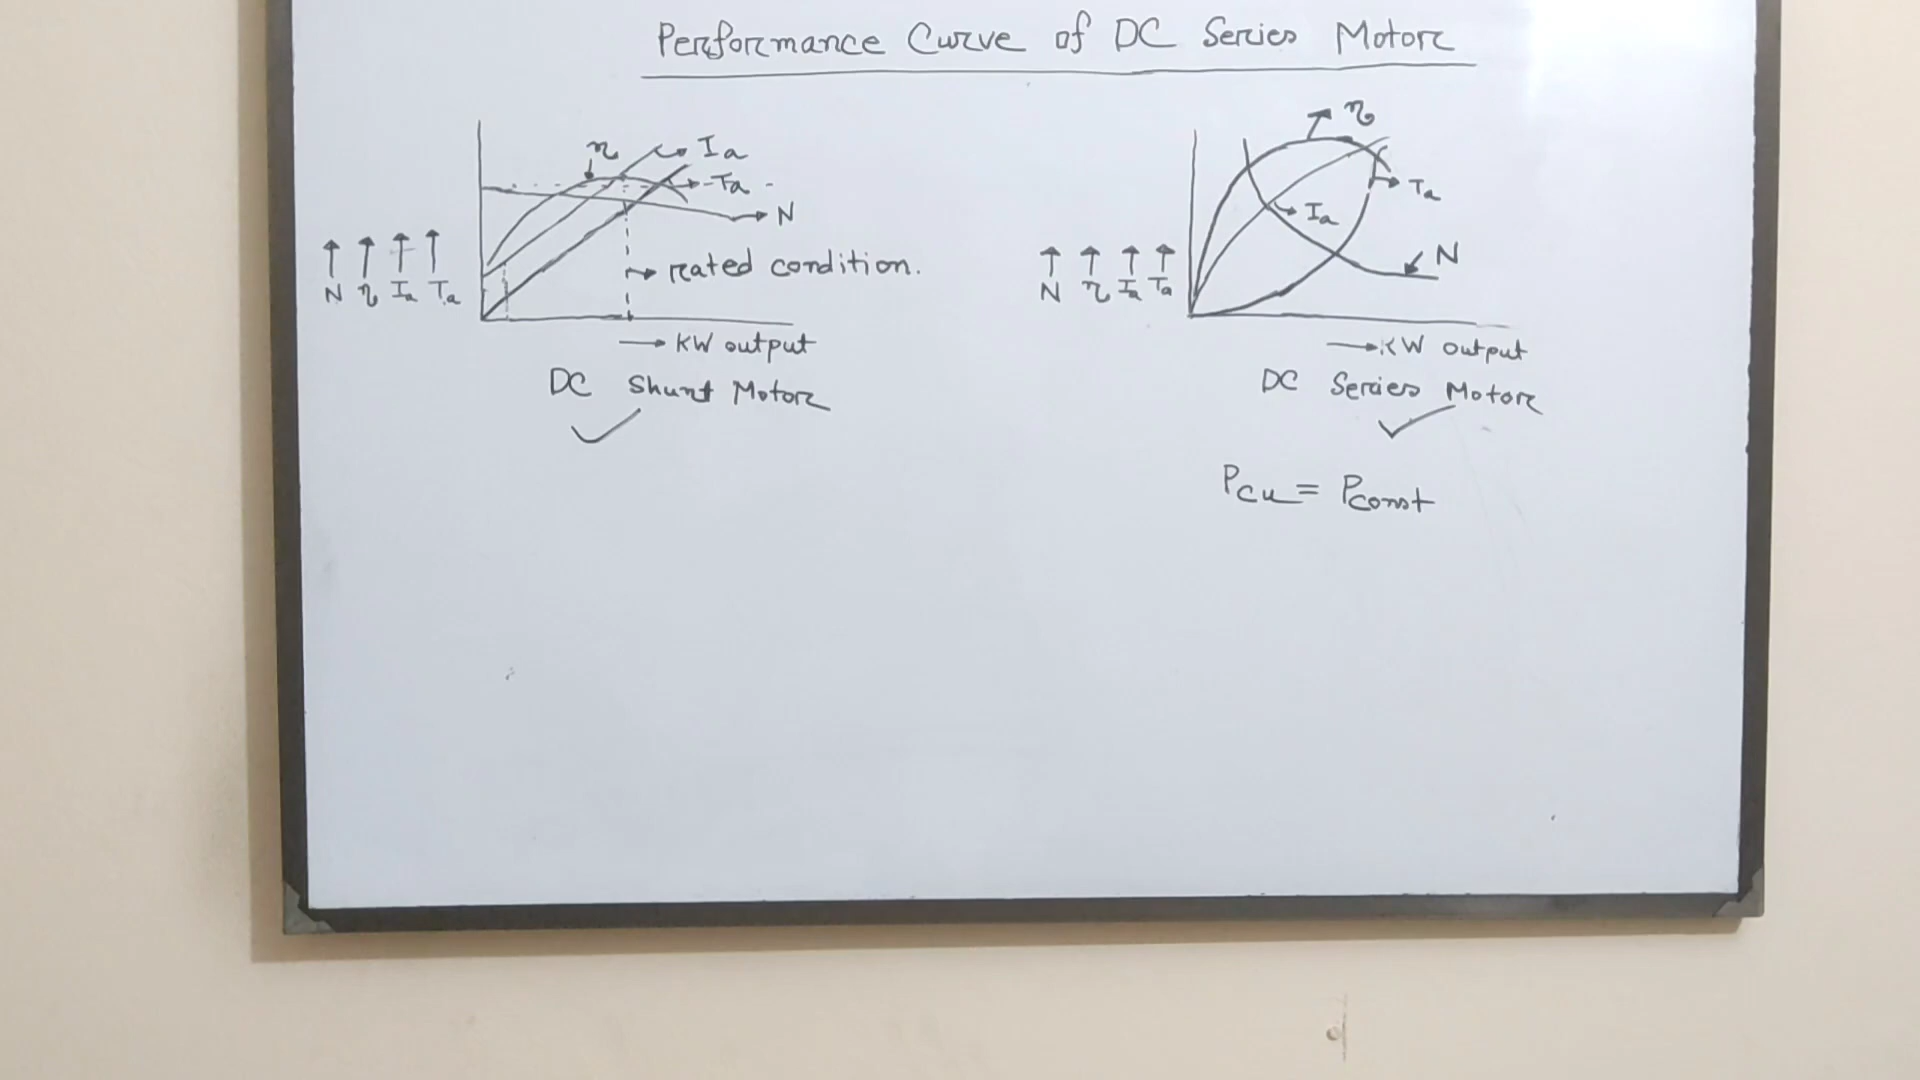 Performance Curve of DC Series Motor
η
Ia
Ta
N
rated condition.
N η Ia Ta
KW output
DC Shunt Motor
η
Ta
Ia
N
N η Ia Ta
KW output
DC Series Motor
Pcu = Pconst